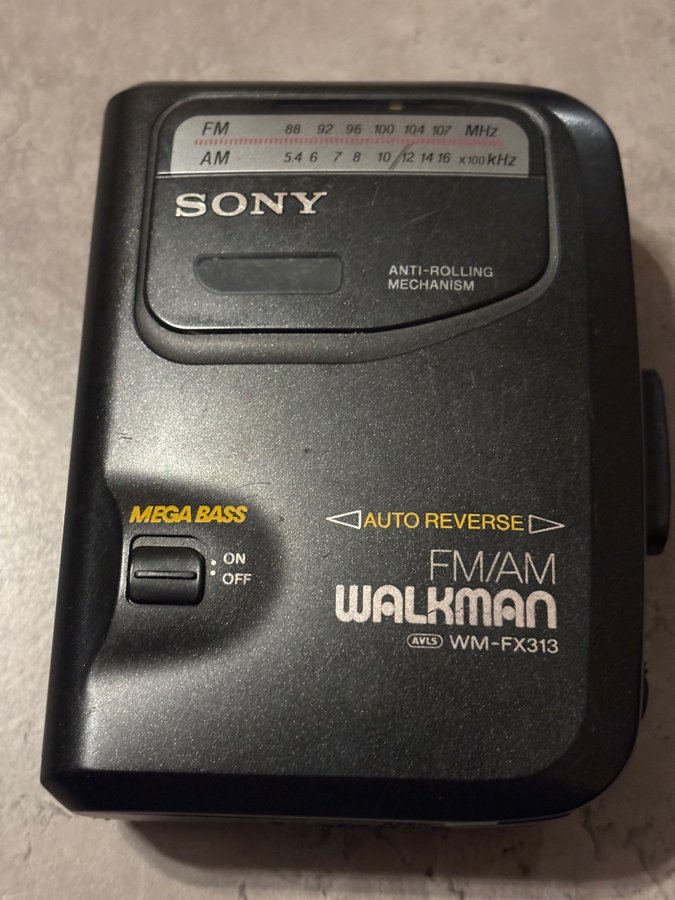 FM 88 92 96 100 104 107 MHz
AM 5.4 6 7 8 10 12 14 16 x100 kHz
SONY
ANTI-ROLLING
MECHANISM
MEGA BASS
ON
OFF
AUTO REVERSE
FM/AM
WALKMAN
AVLS WM-FX313